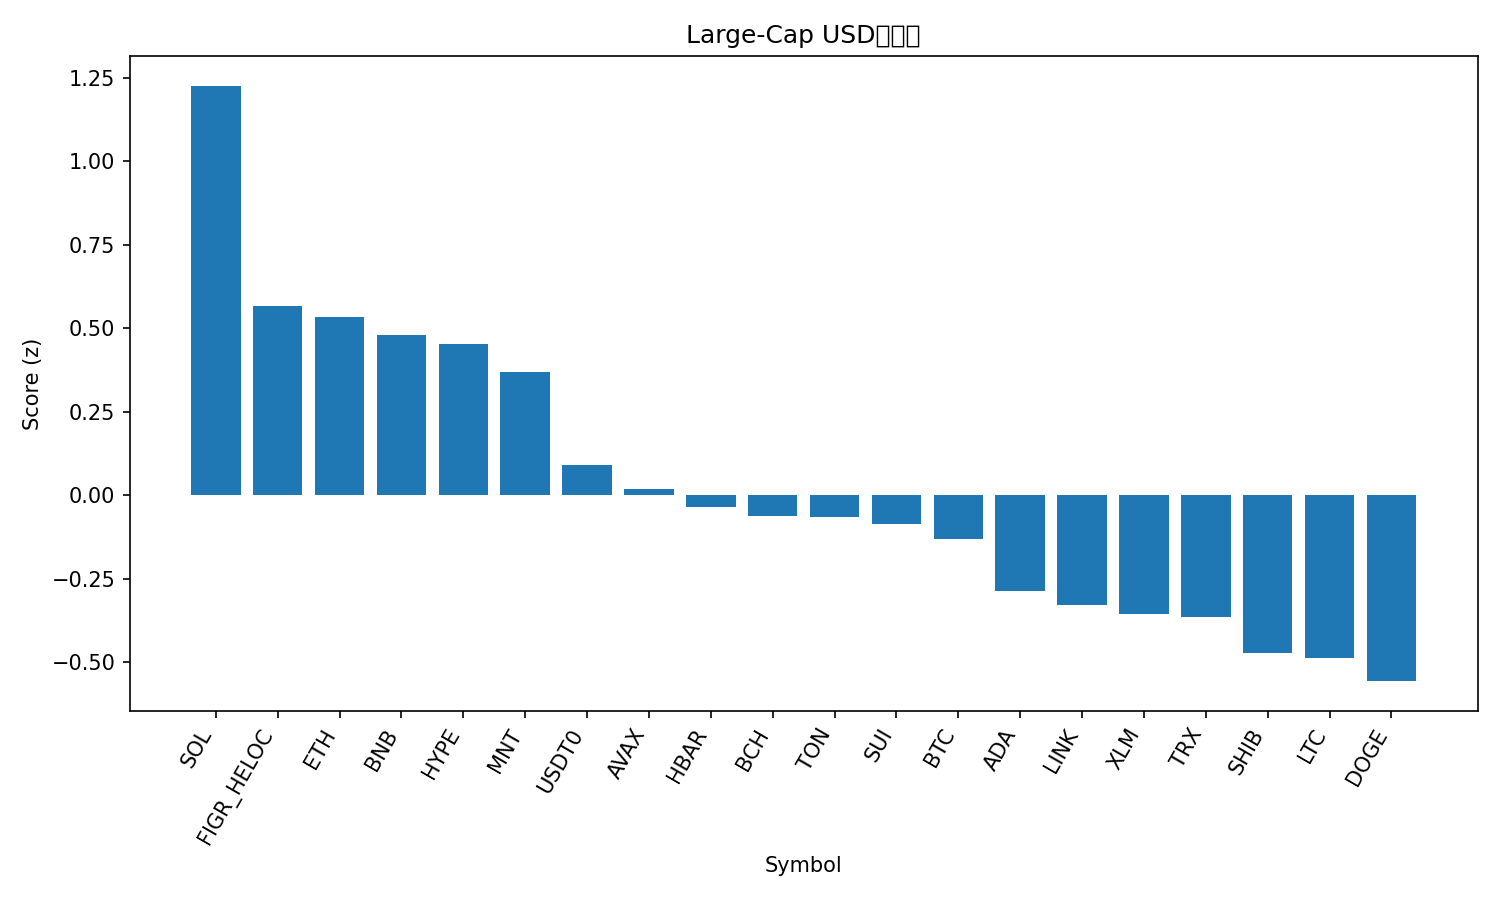 Large-Cap USD
Score (z)
1.25
1.00
0.75
0.50
0.25
0.00
−0.25
−0.50
SOL
FIGR_HELOC
ETH
BNB
HYPE
MNT
USDT0
AVAX
HBAR
BCH
TON
SUI
BTC
ADA
LINK
XLM
TRX
SHIB
LTC
DOGE
Symbol